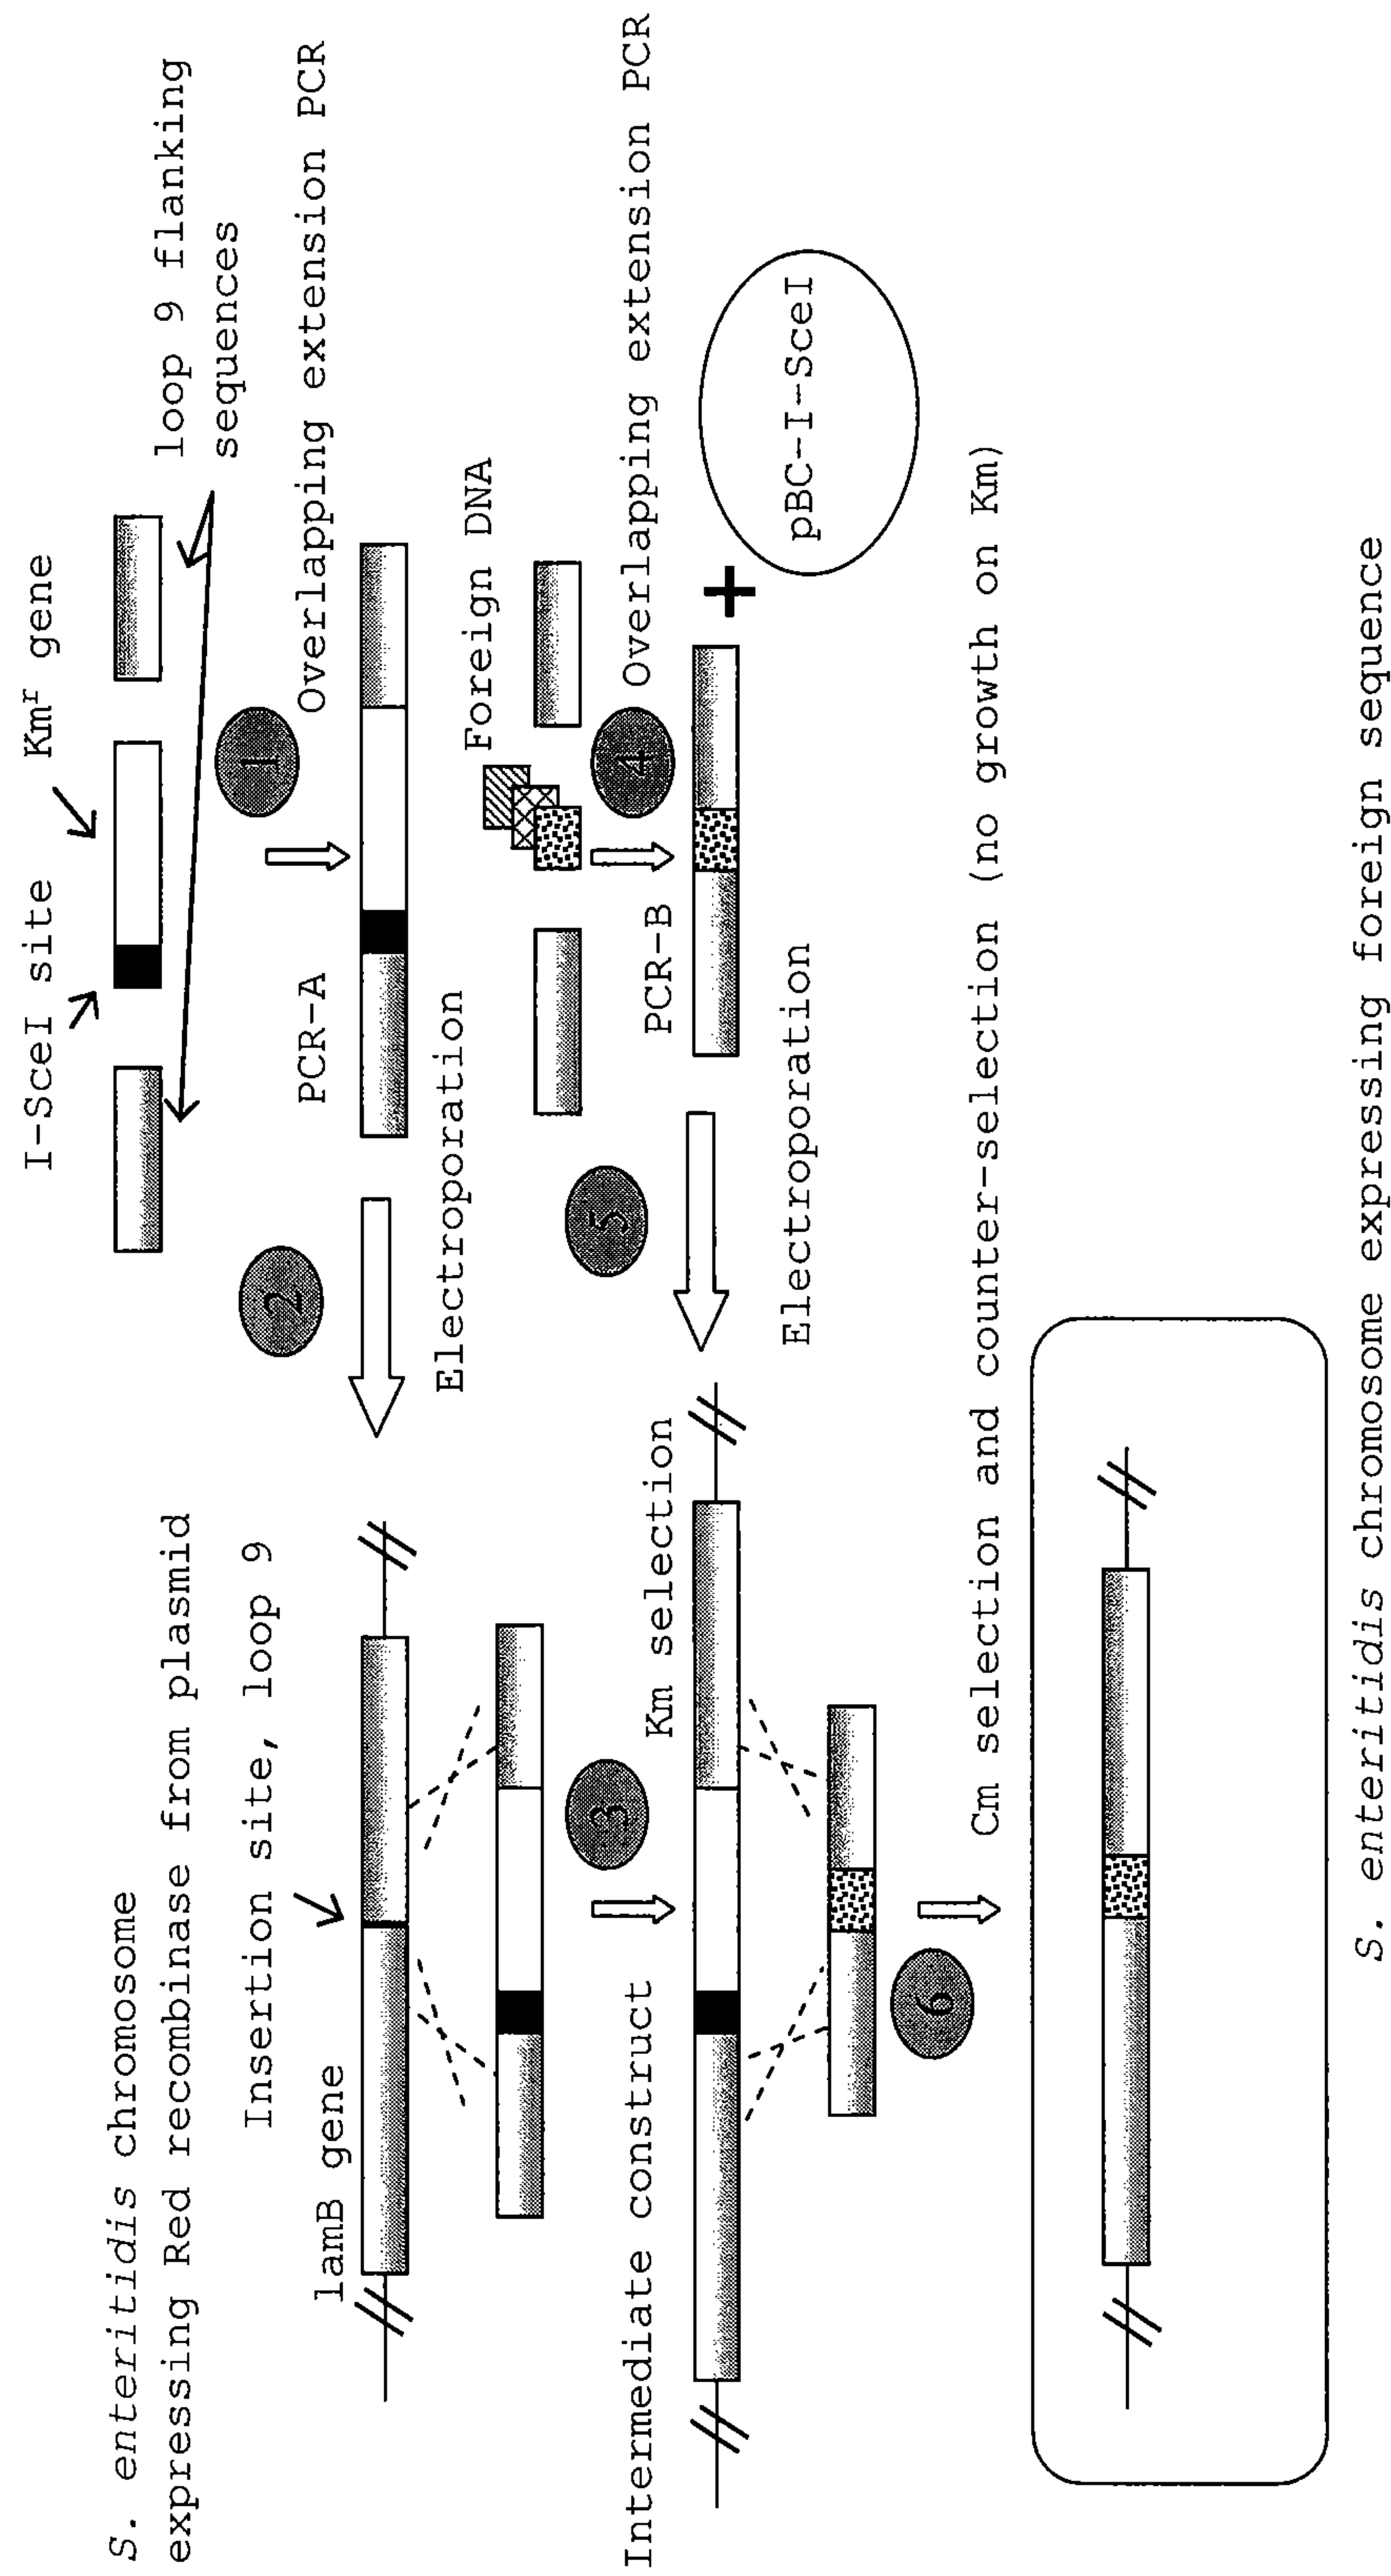 S. enteritidis chromosome
expressing Red recombinase from plasmid
I-SceI site
Kmʳ gene
loop 9 flanking
sequences
1
Overlapping extension PCR
Insertion site, loop 9
lamB gene
2
PCR-A
Electroporation
Foreign DNA
3
Km selection
4
Overlapping extension PCR
Intermediate construct
5
PCR-B
Electroporation
+
pBC-I-SceI
6
Cm selection and counter-selection (no growth on Km)
S. enteritidis chromosome expressing foreign sequence